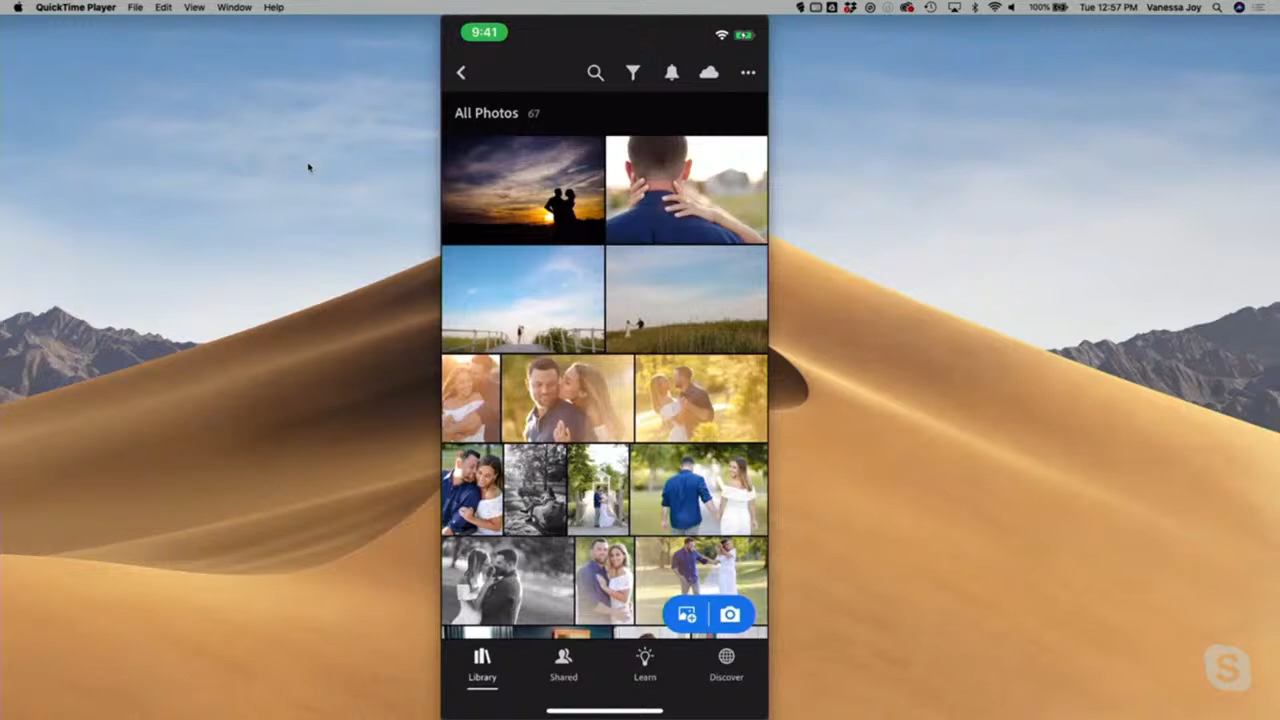 QuickTime Player File Edit View Window Help 100% Tue 12:57 PM Vanessa Joy
9:41
All Photos 67
Library Shared Learn Discover
S